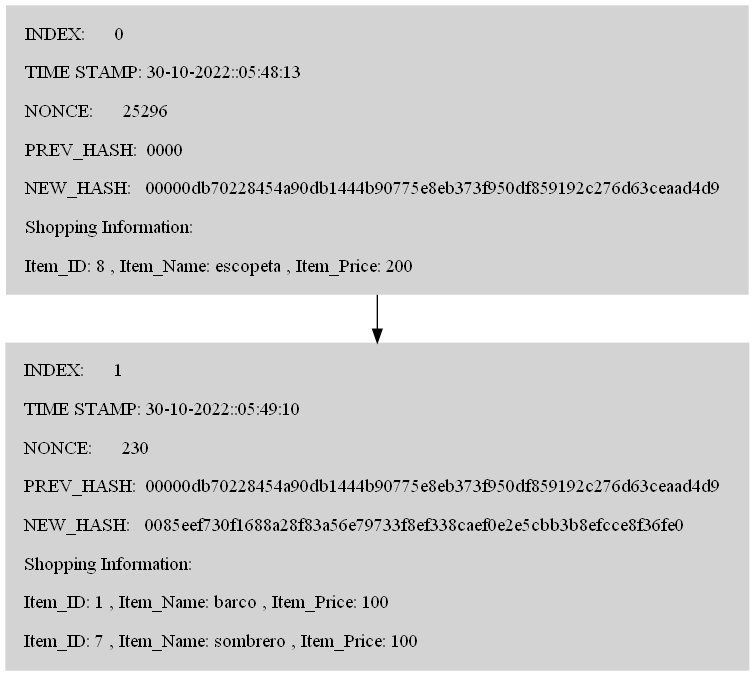 INDEX: 0
TIME STAMP: 30-10-2022::05:48:13
NONCE: 25296
PREV_HASH: 0000
NEW_HASH: 00000db70228454a90db1444b90775e8eb373f950df859192c276d63ceaad4d9
Shopping Information:
Item_ID: 8 , Item_Name: escopeta , Item_Price: 200
INDEX: 1
TIME STAMP: 30-10-2022::05:49:10
NONCE: 230
PREV_HASH: 00000db70228454a90db1444b90775e8eb373f950df859192c276d63ceaad4d9
NEW_HASH: 0085eef730f1688a28f83a56e79733f8ef338caef0e2e5cbb3b8efcce8f36fe0
Shopping Information:
Item_ID: 1 , Item_Name: barco , Item_Price: 100
Item_ID: 7 , Item_Name: sombrero , Item_Price: 100